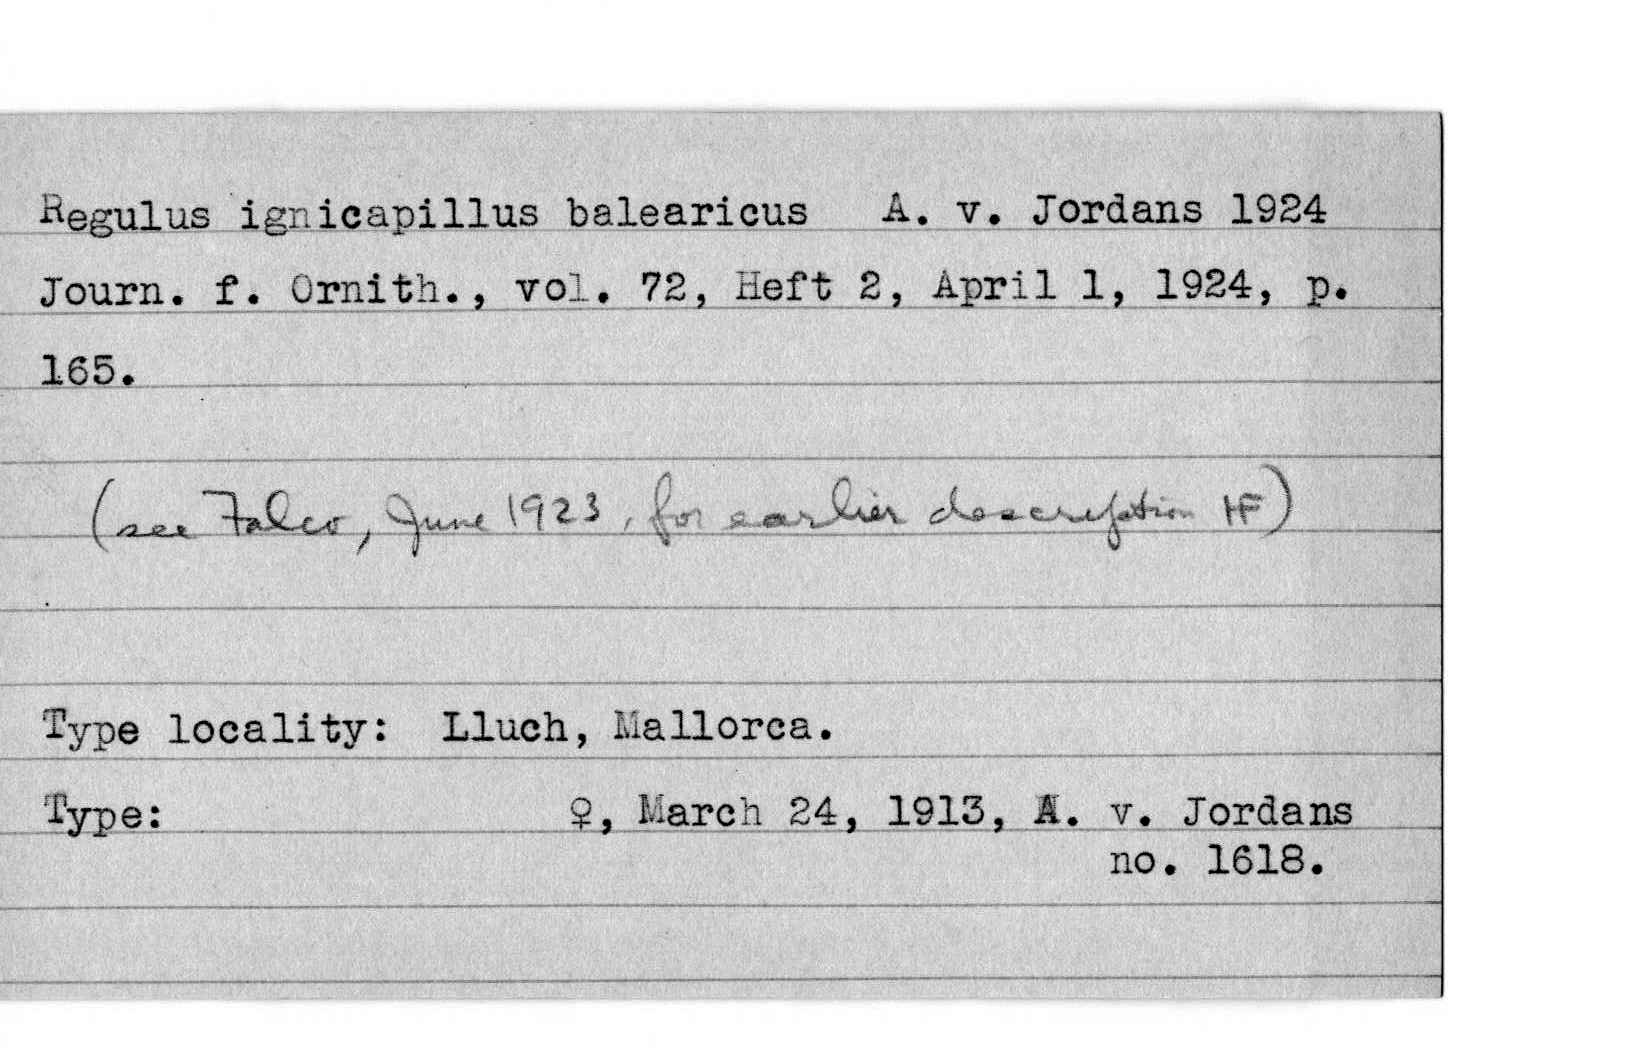 Regulus ignicapillus balearicus A. v. Jordans 1924
Journ. f. Ornith., vol. 72, Heft 2, April 1, 1924, p.
165.
(see Falco, June 1923, for earlier description HF)
Type locality: Lluch, Mallorca.
Type: ♀, March 24, 1913, A. v. Jordans
no. 1618.